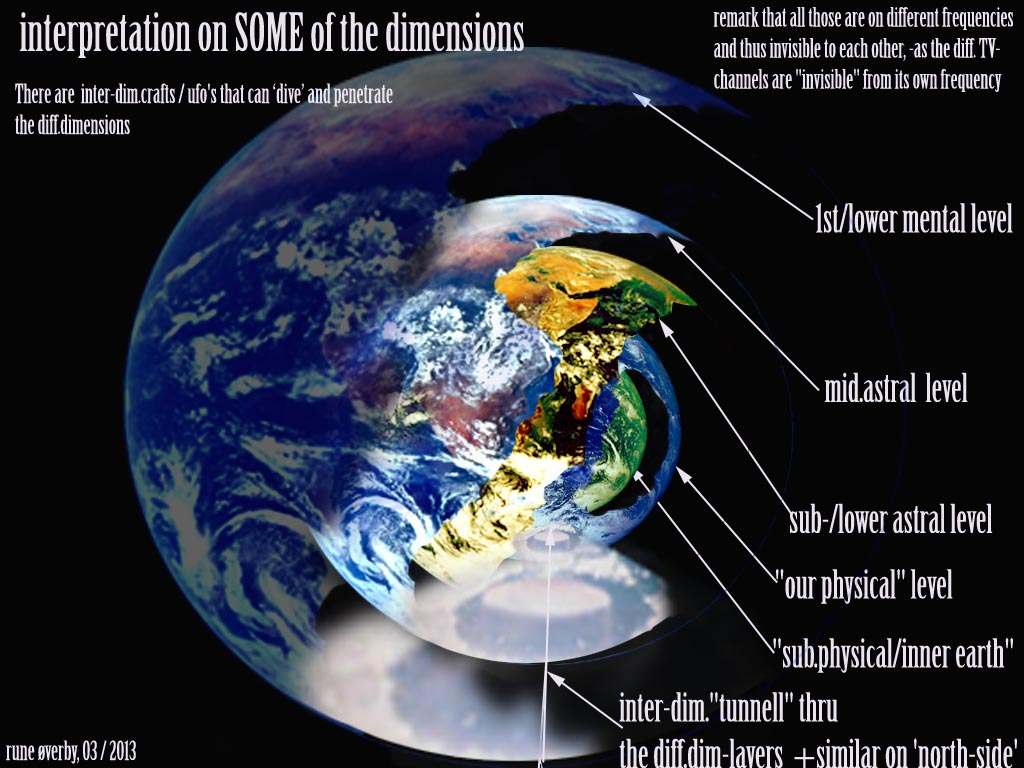 interpretation on SOME of the dimensions
remark that all those are on different frequencies
and thus invisible to each other, -as the diff. TV-
channels are "invisible" from its own frequency
There are inter-dim.crafts / ufo's that can 'dive' and penetrate
the diff.dimensions
1st/lower mental level
mid.astral level
sub-/lower astral level
"our physical" level
"sub.physical/inner earth"
inter-dim."tunnell" thru
the diff.dim-layers +similar on 'north-side'
rune øverby, 03 / 2013